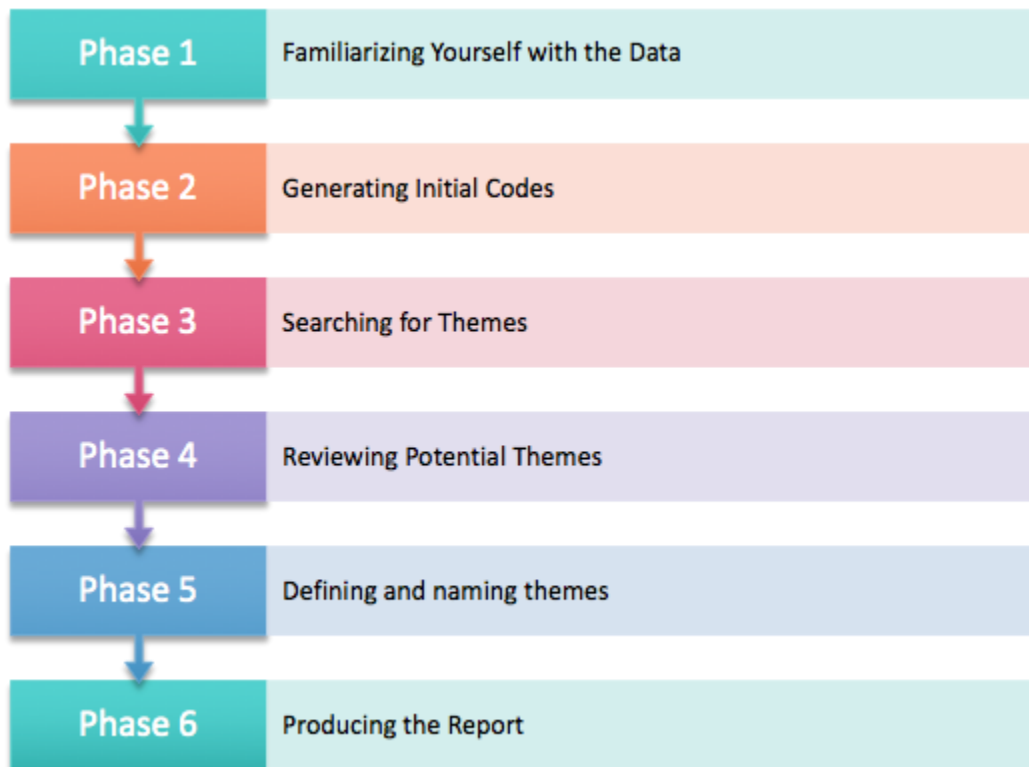 Phase 1
Familiarizing Yourself with the Data
Phase 2
Generating Initial Codes
Phase 3
Searching for Themes
Phase 4
Reviewing Potential Themes
Phase 5
Defining and naming themes
Phase 6
Producing the Report